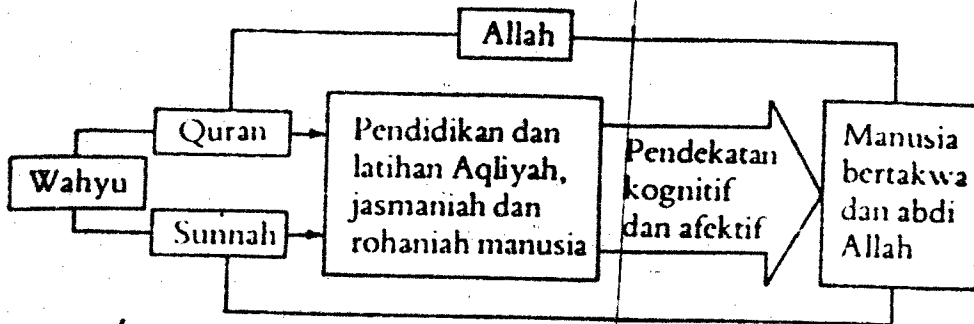 Allah
Quran
Wahyu
Sunnah
Pendidikan dan
latihan Aqliyah,
jasmaniah dan
rohaniah manusia
Pendekatan
kognitif
dan afektif
Manusia
bertakwa
dan abdi
Allah